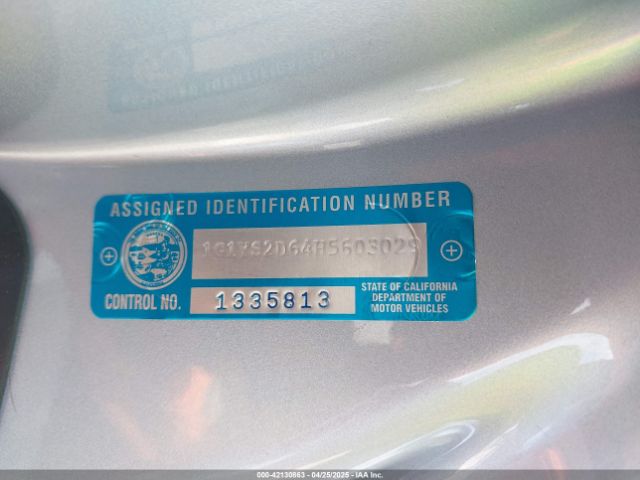 ASSIGNED IDENTIFICATION NUMBER
1G1YS2D64H5603029
CONTROL NO. 1335813
STATE OF CALIFORNIA
DEPARTMENT OF
MOTOR VEHICLES
000-42130863 - 04/25/2025 - IAA Inc.